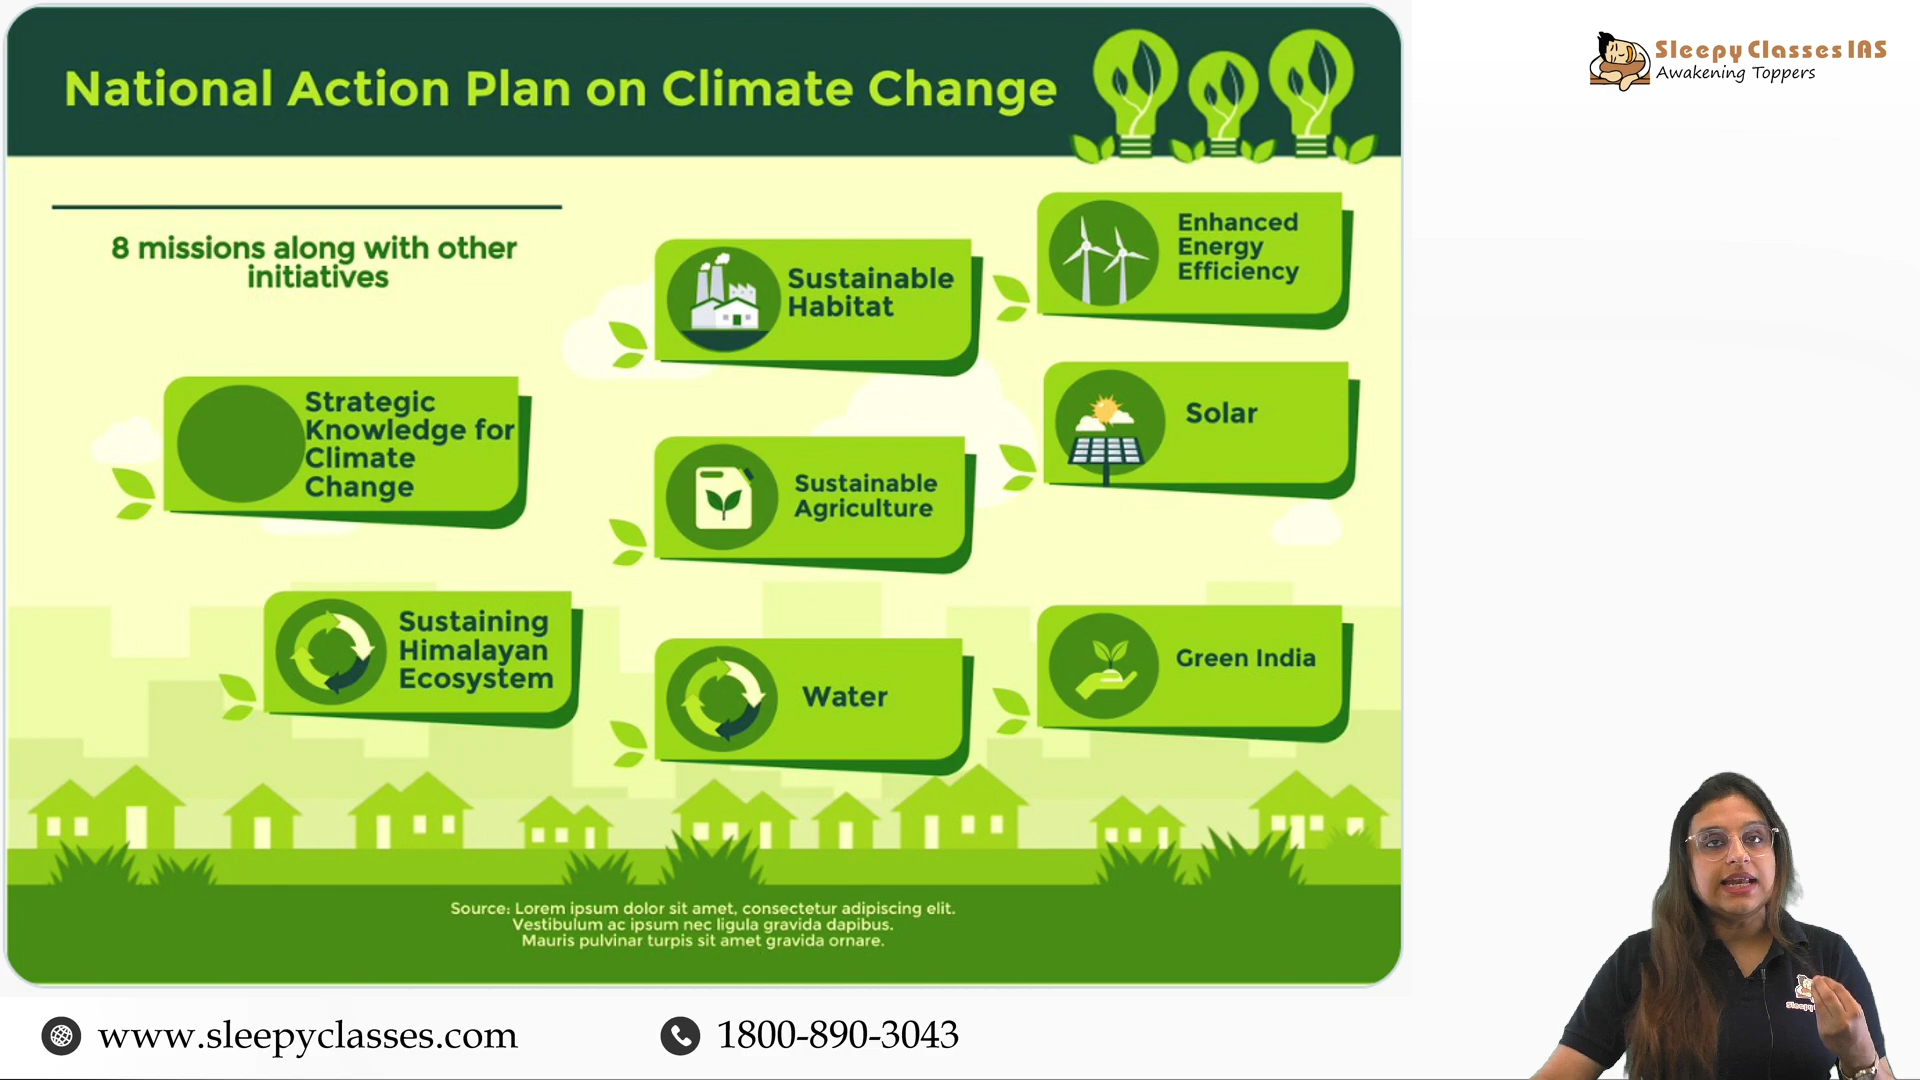 National Action Plan on Climate Change
Sleepy Classes IAS
Awakening Toppers
8 missions along with other
initiatives
Sustainable
Habitat
Enhanced
Energy
Efficiency
Strategic
Knowledge for
Climate
Change
Sustainable
Agriculture
Solar
Sustaining
Himalayan
Ecosystem
Water
Green India
Source: Lorem ipsum dolor sit amet, consectetur adipiscing elit.
Vestibulum ac ipsum nec ligula gravida dapibus.
Mauris pulvinar turpis sit amet gravida ornare.
www.sleepyclasses.com
1800-890-3043